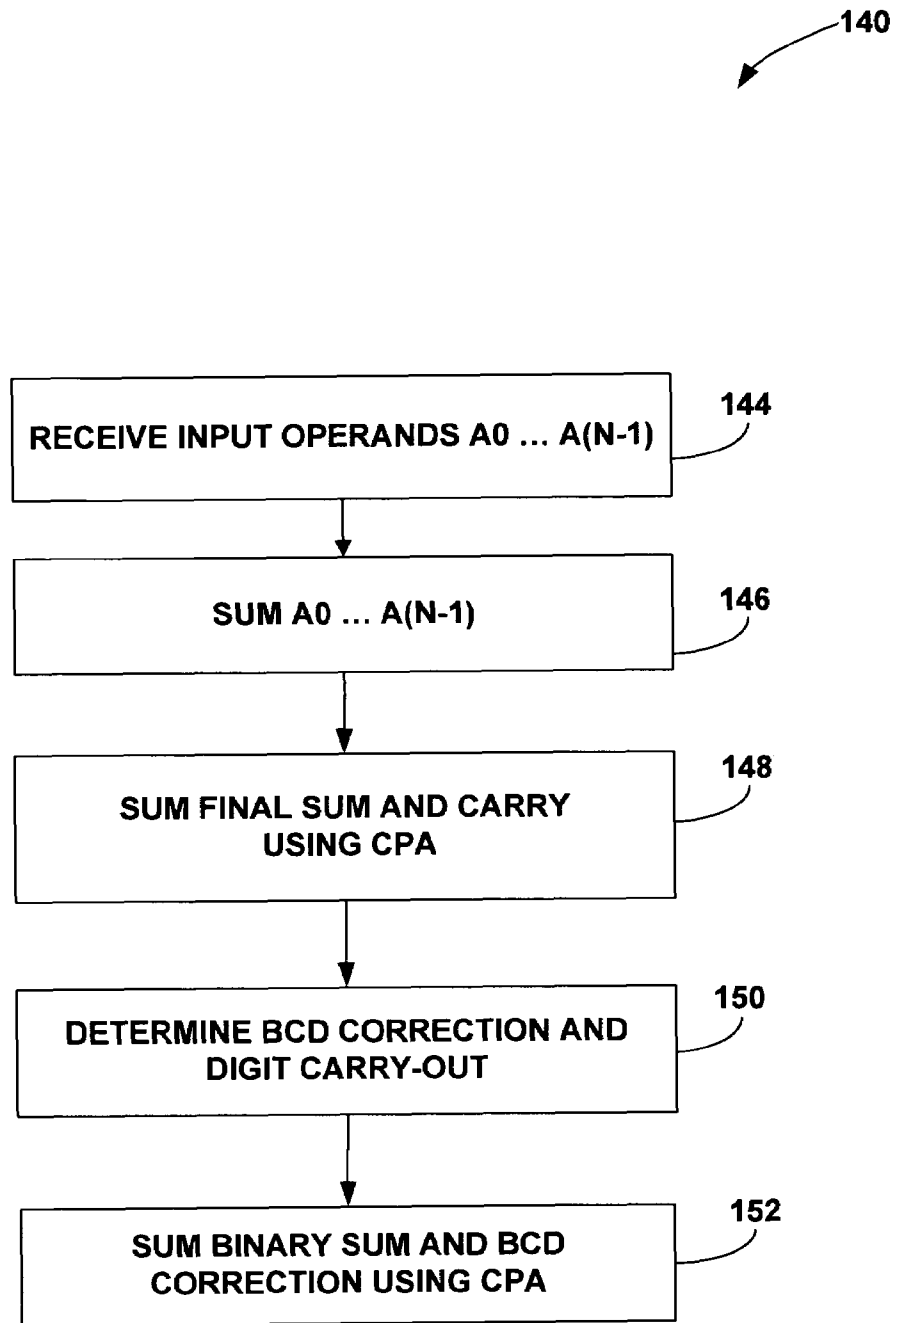 140
RECEIVE INPUT OPERANDS A0 ... A(N-1)
144
SUM A0 ... A(N-1)
146
SUM FINAL SUM AND CARRY
USING CPA
148
DETERMINE BCD CORRECTION AND
DIGIT CARRY-OUT
150
SUM BINARY SUM AND BCD
CORRECTION USING CPA
152